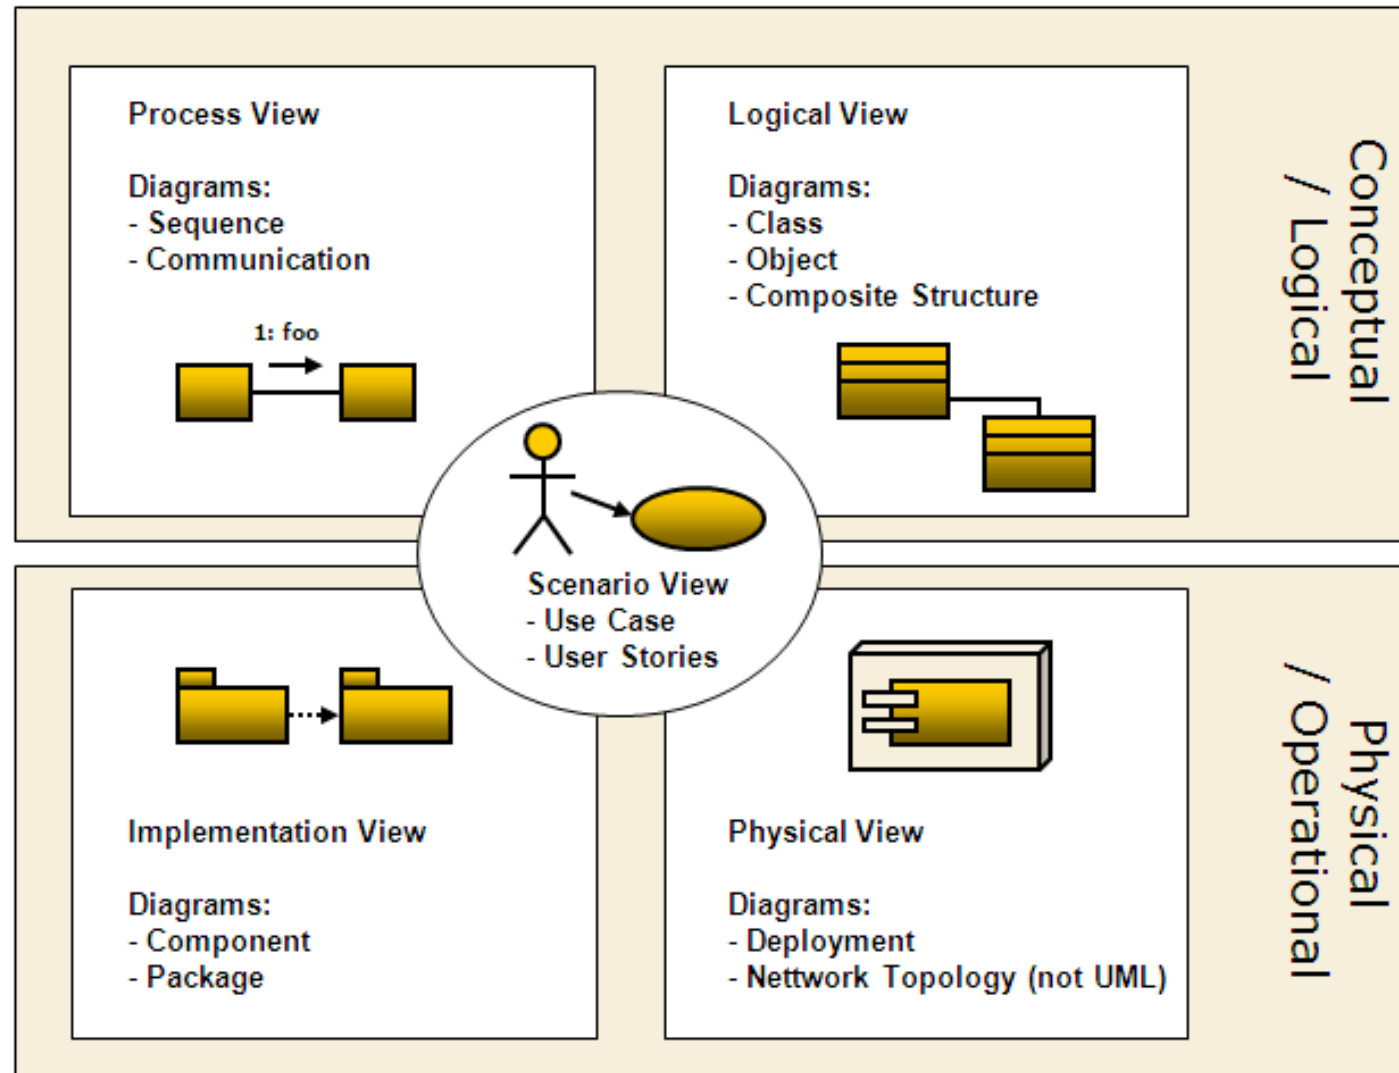 Process View
Diagrams:
- Sequence
- Communication
1: foo
Logical View
Diagrams:
- Class
- Object
- Composite Structure
Conceptual
/ Logical
Scenario View
- Use Case
- User Stories
Implementation View
Diagrams:
- Component
- Package
Physical View
Diagrams:
- Deployment
- Nettwork Topology (not UML)
Physical
/ Operational